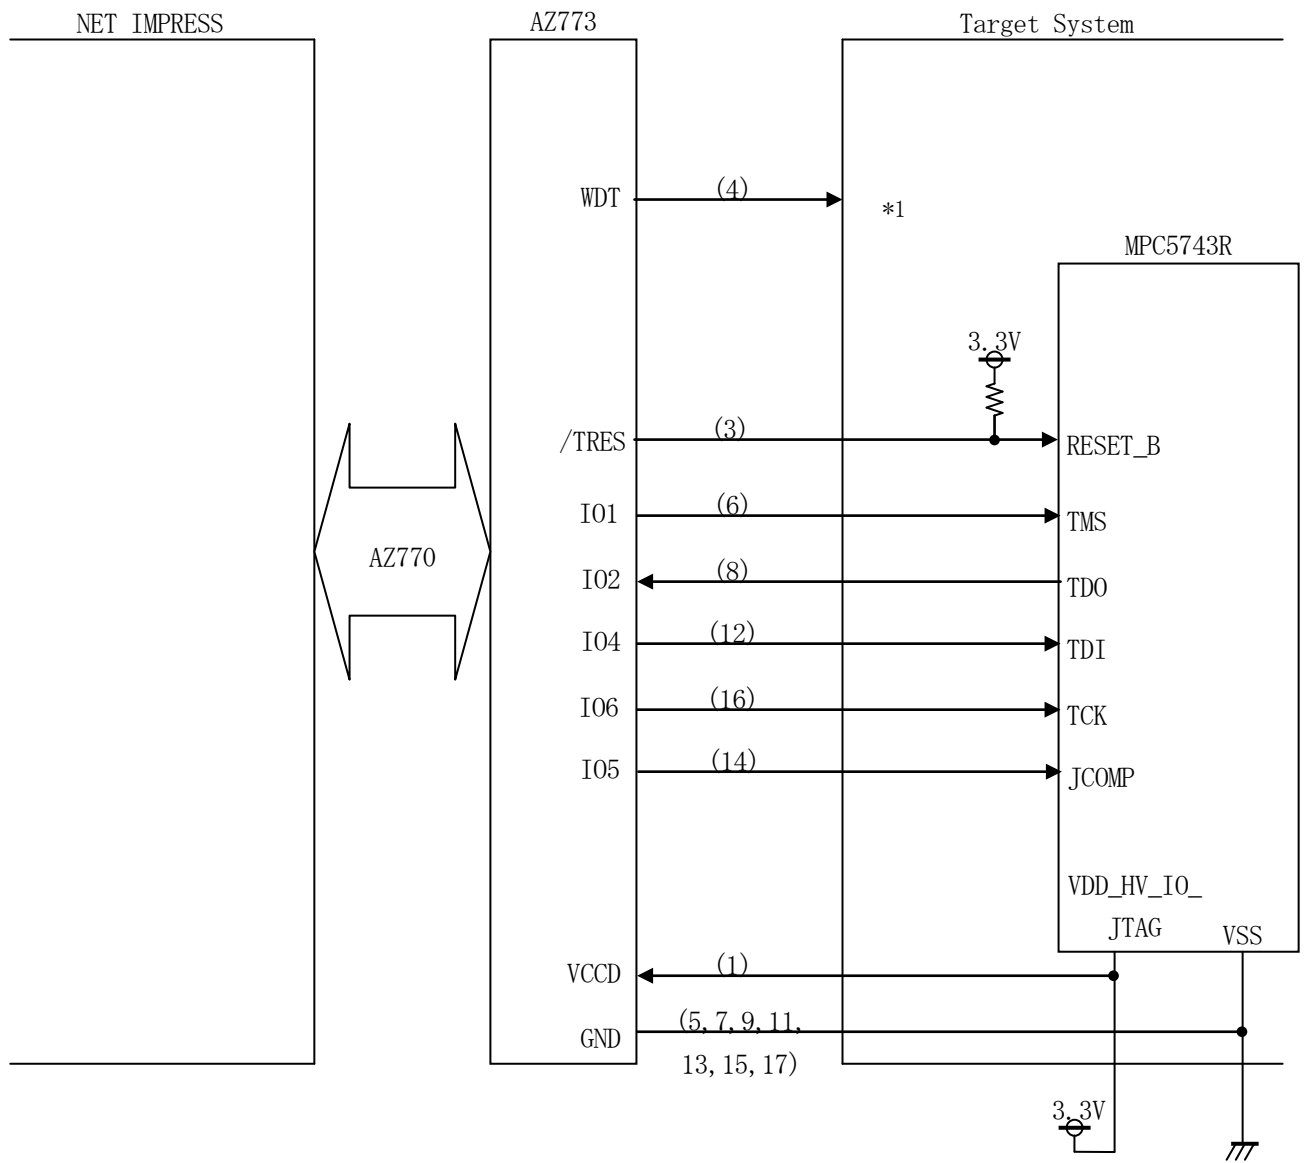 NET IMPRESS
AZ773
Target System
WDT
(4)
*1
MPC5743R
3.3V
/TRES
(3)
RESET_B
IO1
(6)
TMS
AZ770
IO2
(8)
TDO
IO4
(12)
TDI
IO6
(16)
TCK
IO5
(14)
JCOMP
VDD_HV_IO_
JTAG
VSS
VCCD
(1)
GND
(5,7,9,11,
13,15,17)
3.3V